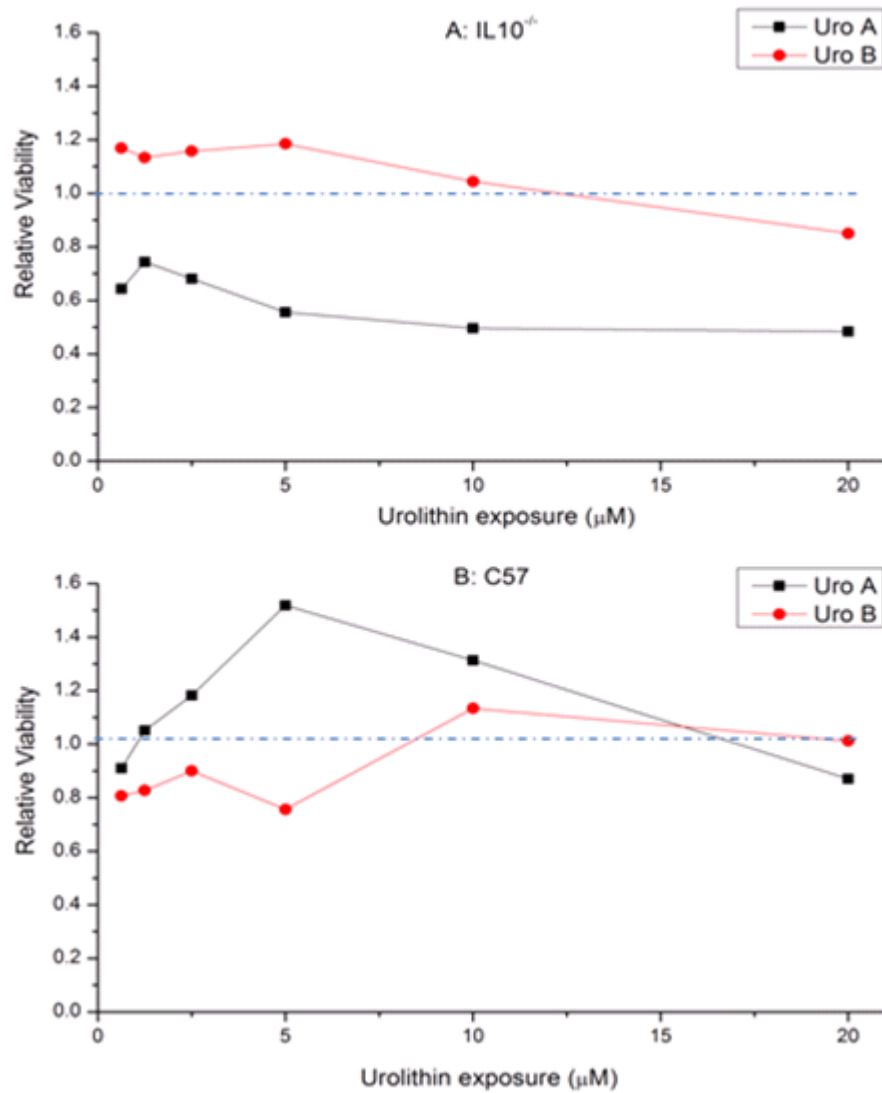 A: IL10-/-
Uro A
Uro B
1.6
1.4
1.2
1.0
0.8
0.6
0.4
0.2
0.0
Relative Viability
0 5 10 15 20
Urolithin exposure (μM)
B: C57
Uro A
Uro B
1.6
1.4
1.2
1.0
0.8
0.6
0.4
0.2
0.0
Relative Viability
0 5 10 15 20
Urolithin exposure (μM)